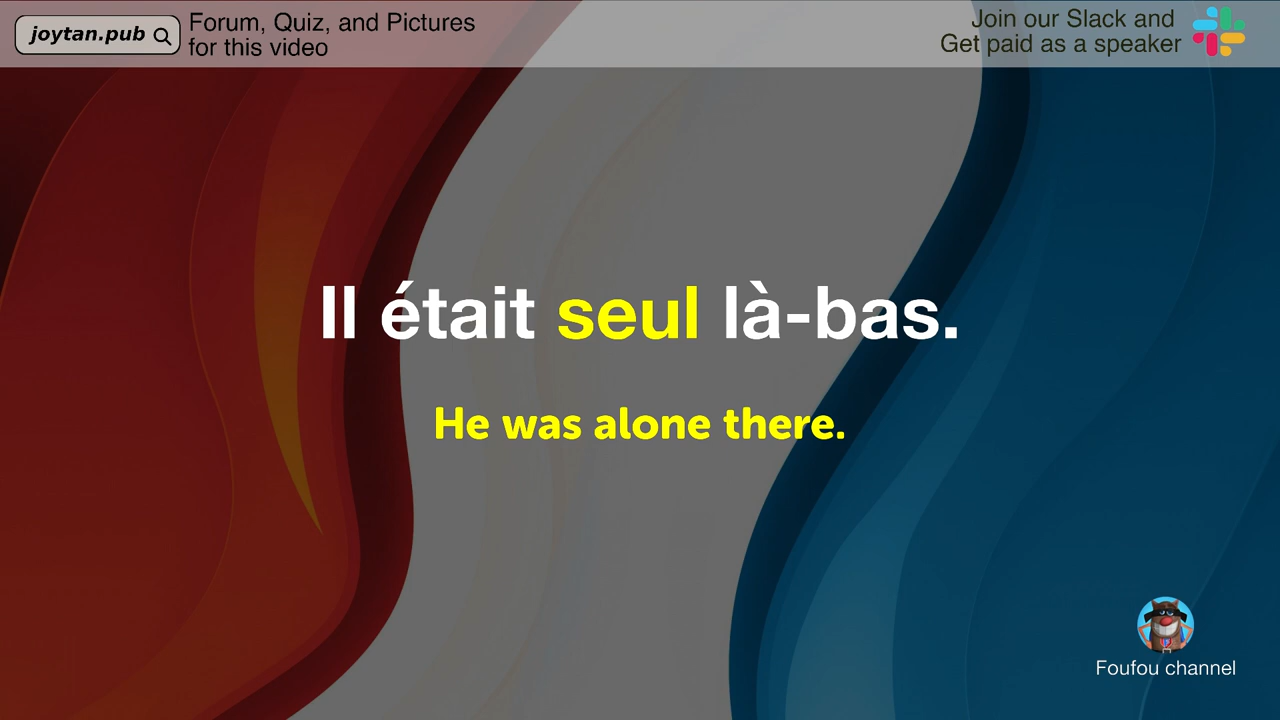 joytan.pub
Forum, Quiz, and Pictures
for this video
Join our Slack and
Get paid as a speaker
Il était seul là-bas.
He was alone there.
Foufou channel